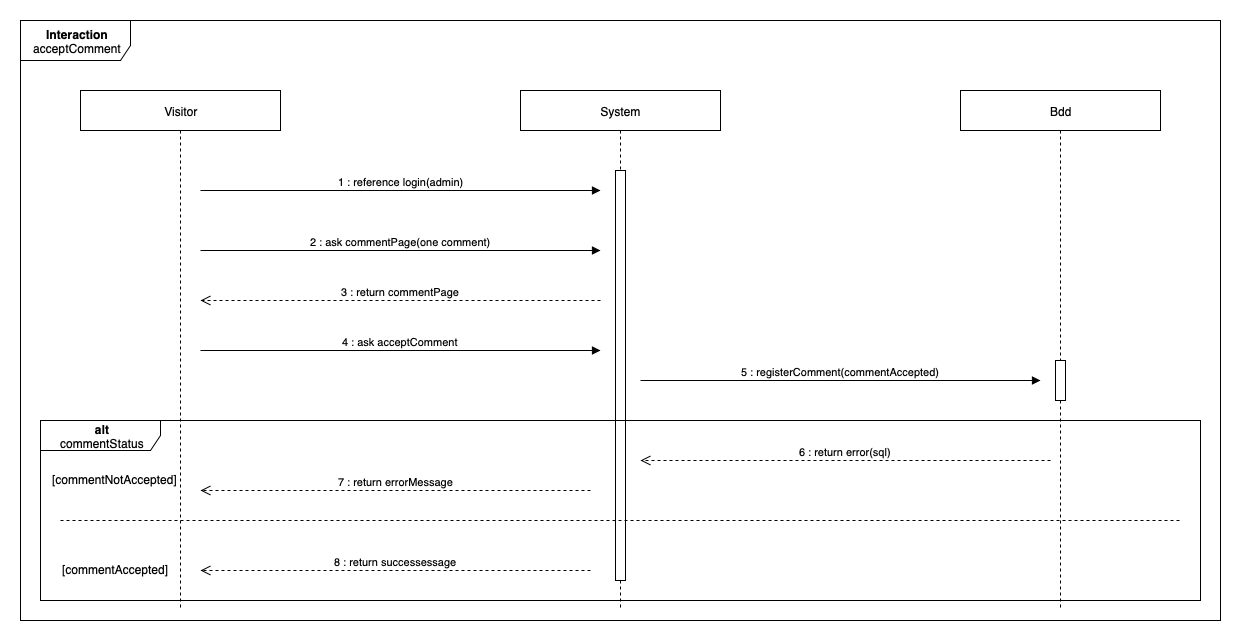 Interaction
acceptComment
Visitor
System
Bdd
1 : reference login(admin)
2 : ask commentPage(one comment)
3 : return commentPage
4 : ask acceptComment
5 : registerComment(commentAccepted)
alt
commentStatus
6 : return error(sql)
[commentNotAccepted]
7 : return errorMessage
8 : return successessage
[commentAccepted]